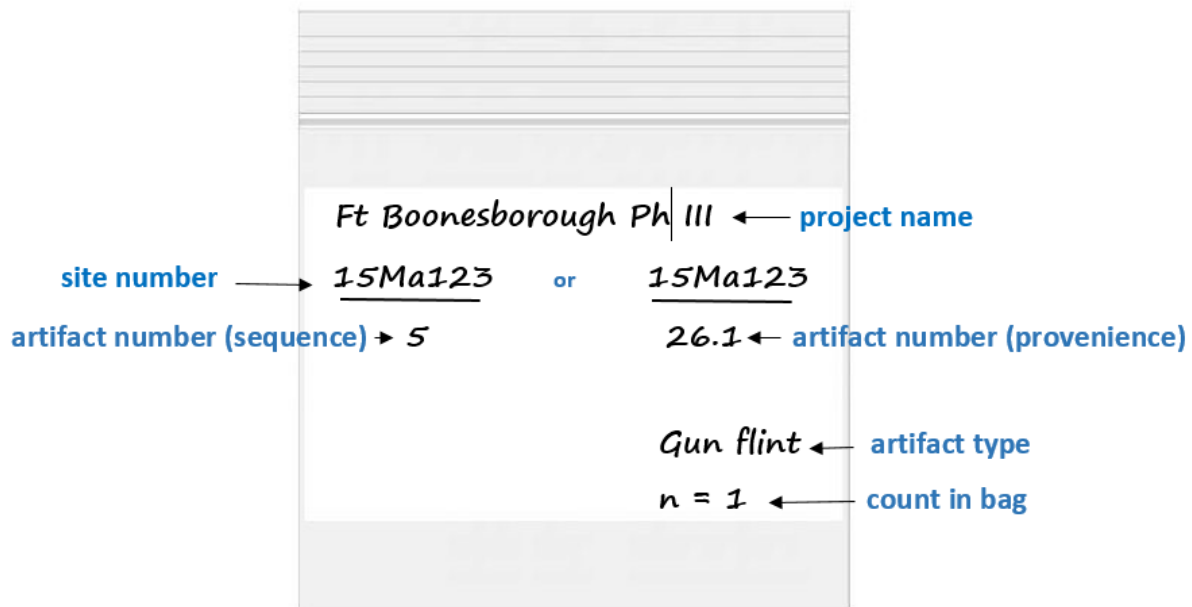 Ft Boonesborough Ph III ← project name
site number → 15Ma123 or 15Ma123
artifact number (sequence) → 5 26.1 ← artifact number (provenience)
Gun flint ← artifact type
n = 1 ← count in bag